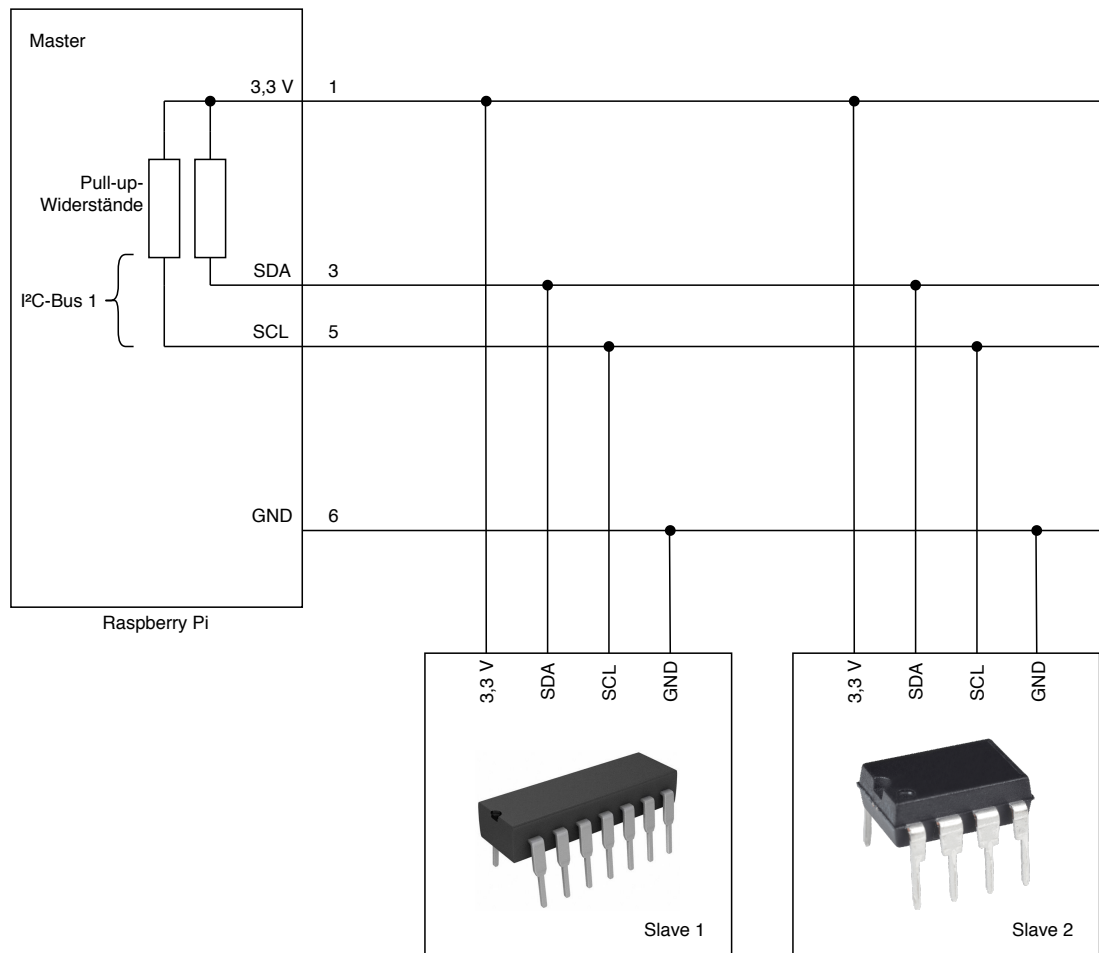 Master
3,3 V 1
Pull-up-
Widerstände
SDA 3
I²C-Bus 1
SCL 5
GND 6
Raspberry Pi
3,3 V SDA SCL GND
3,3 V SDA SCL GND
Slave 1
Slave 2